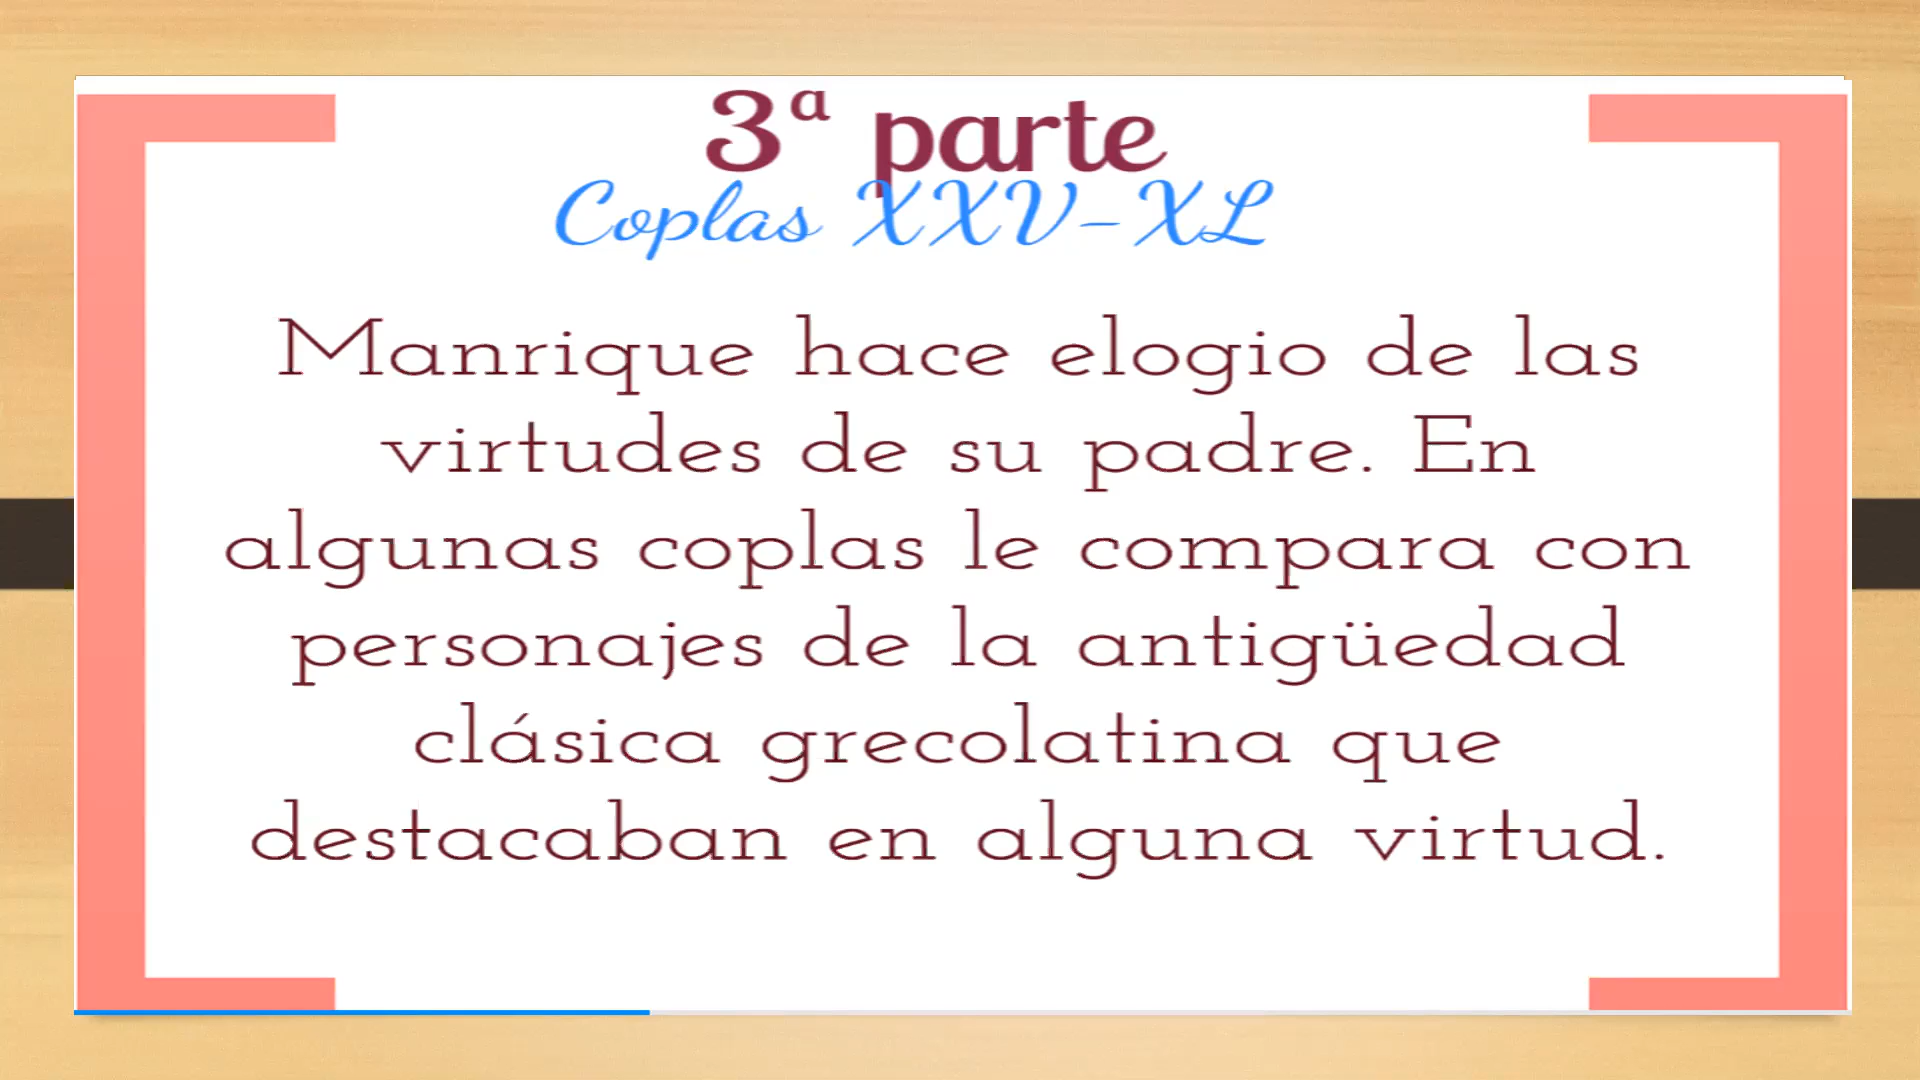 3ª parte
Coplas XXV-XL
Manrique hace elogio de las
virtudes de su padre. En
algunas coplas le compara con
personajes de la antigüedad
clásica grecolatina que
destacaban en alguna virtud.